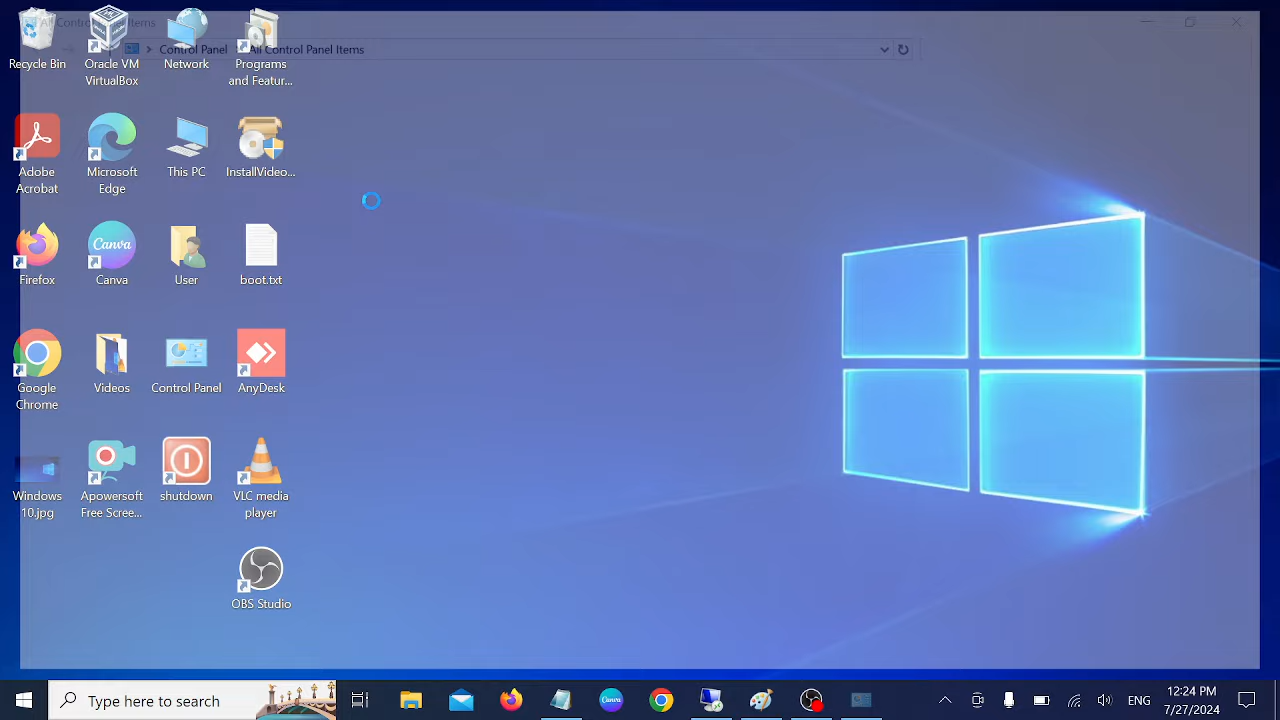 All Control Panel Items
Control Panel
All Control Panel Items
Recycle Bin
Oracle VM
VirtualBox
Network
Programs
and Featur...
Adobe
Acrobat
Microsoft
Edge
This PC
InstallVideo...
Firefox
Canva
Canva
User
boot.txt
Google
Chrome
Videos
Control Panel
AnyDesk
Windows
10.jpg
Apowersoft
Free Scree...
shutdown
VLC media
player
OBS Studio
Type here to search
Canva
ENG
12:24 PM
7/27/2024